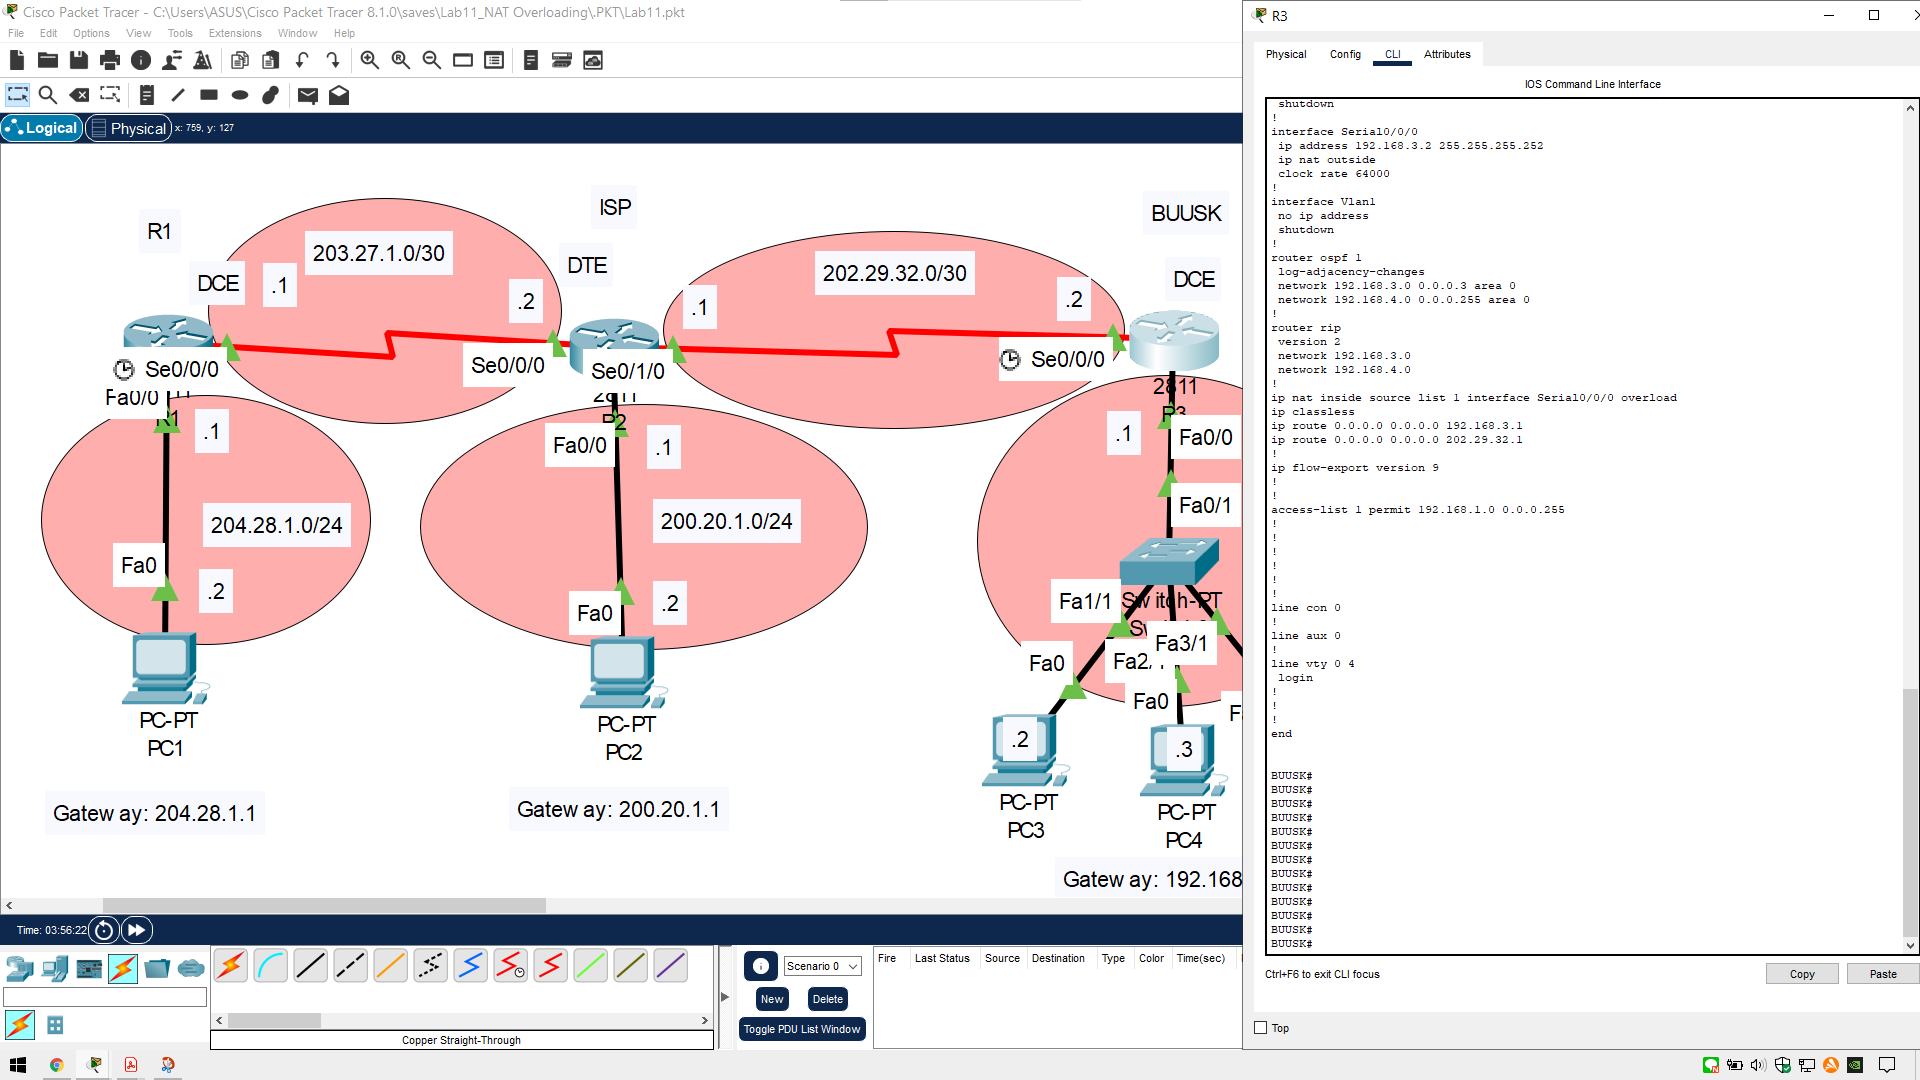 Cisco Packet Tracer - C:\Users\ASUS\Cisco Packet Tracer 8.1.0\saves\Lab11_NAT Overloading\.PKT\Lab11.pkt
File Edit Options View Tools Extensions Window Help
Logical Physical x: 759, y: 127
R1
ISP
BUUSK
203.27.1.0/30
DCE
.1
DTE
.2
202.29.32.0/30
.1
.2
DCE
Se0/0/0
Se0/0/0
Se0/1/0
Se0/0/0
Fa0/0
R1
2811
R2
2811
R3
.1
Fa0/0
.1
.1
Fa0/0
Fa0/1
204.28.1.0/24
200.20.1.0/24
Fa0
.2
Fa0
.2
Fa1/1
Switch-PT
Fa3/1
Fa2/
Fa0
Fa0
F
.2
.3
PC-PT
PC1
PC-PT
PC2
PC-PT
PC3
PC-PT
PC4
Gatew ay: 204.28.1.1
Gatew ay: 200.20.1.1
Gatew ay: 192.168
Time: 03:56:22
Copper Straight-Through
Scenario 0
New
Delete
Toggle PDU List Window
Fire Last Status Source Destination Type Color Time(sec)
R3
Physical Config CLI Attributes
IOS Command Line Interface
shutdown
!
interface Serial0/0/0
ip address 192.168.3.2 255.255.255.252
ip nat outside
clock rate 64000
!
interface Vlan1
no ip address
shutdown
!
router ospf 1
log-adjacency-changes
network 192.168.3.0 0.0.0.3 area 0
network 192.168.4.0 0.0.0.255 area 0
!
router rip
version 2
network 192.168.3.0
network 192.168.4.0
!
ip nat inside source list 1 interface Serial0/0/0 overload
ip classless
ip route 0.0.0.0 0.0.0.0 192.168.3.1
ip route 0.0.0.0 0.0.0.0 202.29.32.1
!
ip flow-export version 9
!
!
access-list 1 permit 192.168.1.0 0.0.0.255
!
!
!
!
!
!
line con 0
!
line aux 0
!
line vty 0 4
login
!
!
!
end
BUUSK#
BUUSK#
BUUSK#
BUUSK#
BUUSK#
BUUSK#
BUUSK#
BUUSK#
BUUSK#
BUUSK#
BUUSK#
BUUSK#
BUUSK#
Ctrl+F6 to exit CLI focus
Copy
Paste
Top